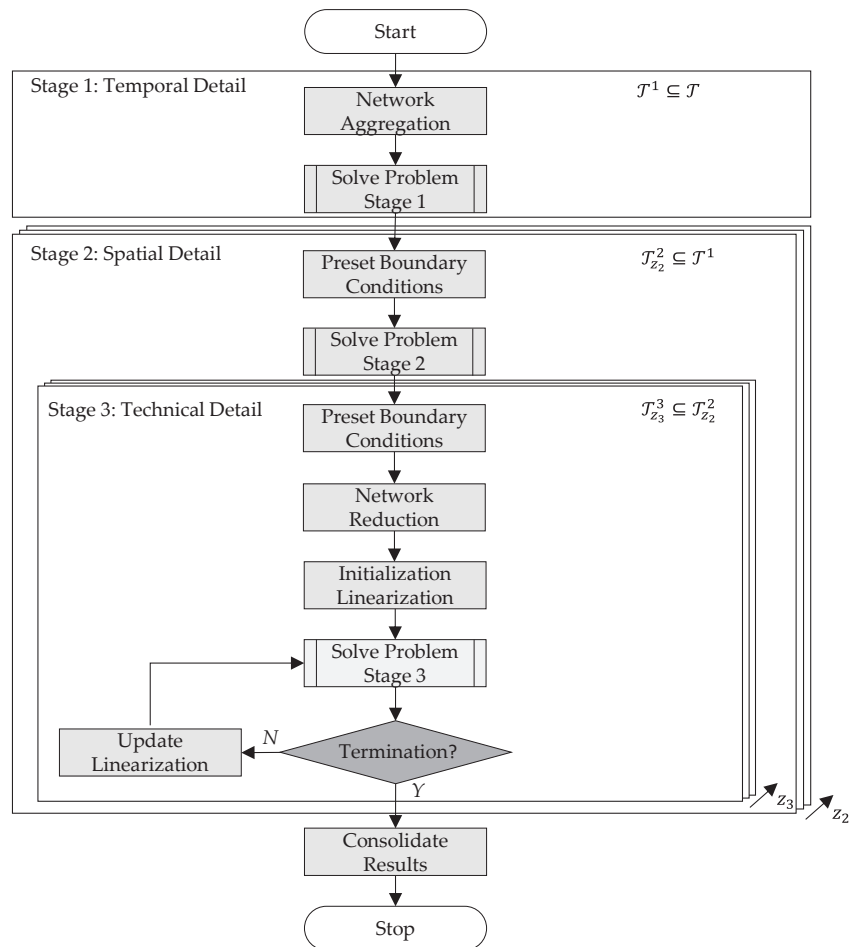 Start
Stage 1: Temporal Detail
𝒯¹ ⊆ 𝒯
Network
Aggregation
Solve Problem
Stage 1
Stage 2: Spatial Detail
𝒯²_{z₂} ⊆ 𝒯¹
Preset Boundary
Conditions
Solve Problem
Stage 2
Stage 3: Technical Detail
𝒯³_{z₃} ⊆ 𝒯²_{z₂}
Preset Boundary
Conditions
Network
Reduction
Initialization
Linearization
Solve Problem
Stage 3
Update
Linearization
N
Termination?
Y
z₃
z₂
Consolidate
Results
Stop